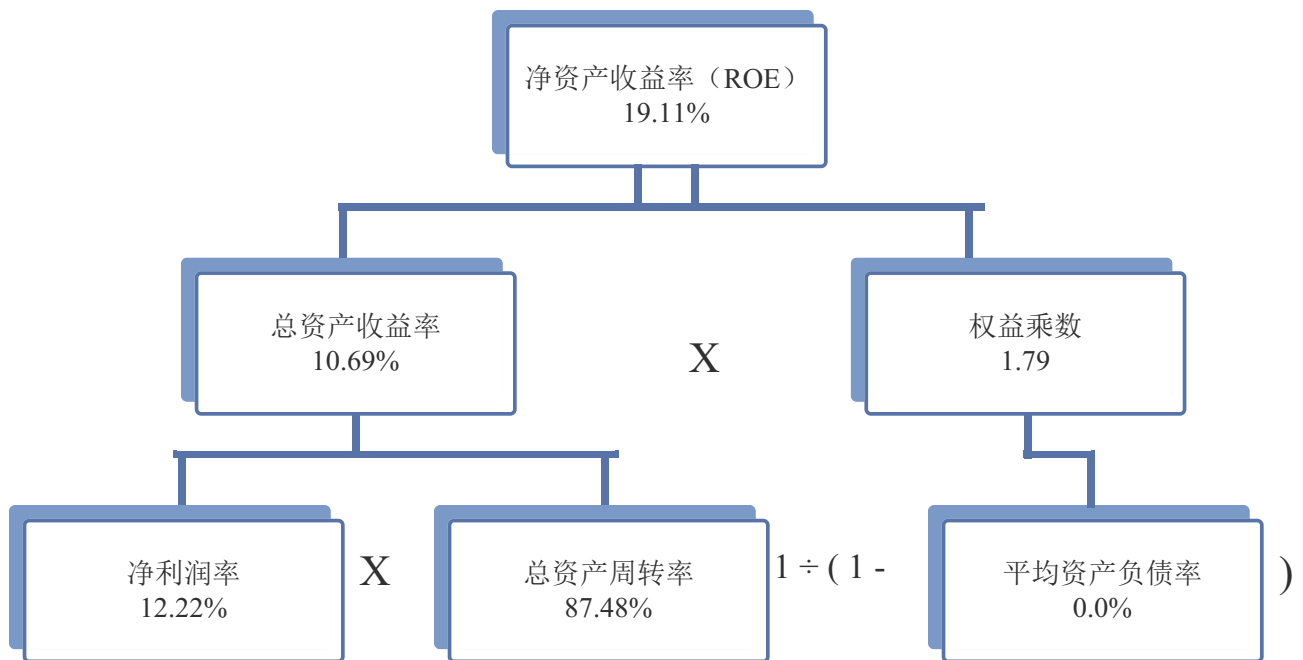 净资产收益率（ROE）
19.11%
总资产收益率
10.69%
X
权益乘数
1.79
净利润率
12.22%
X
总资产周转率
87.48%
1 ÷ ( 1 -
平均资产负债率
0.0%
)